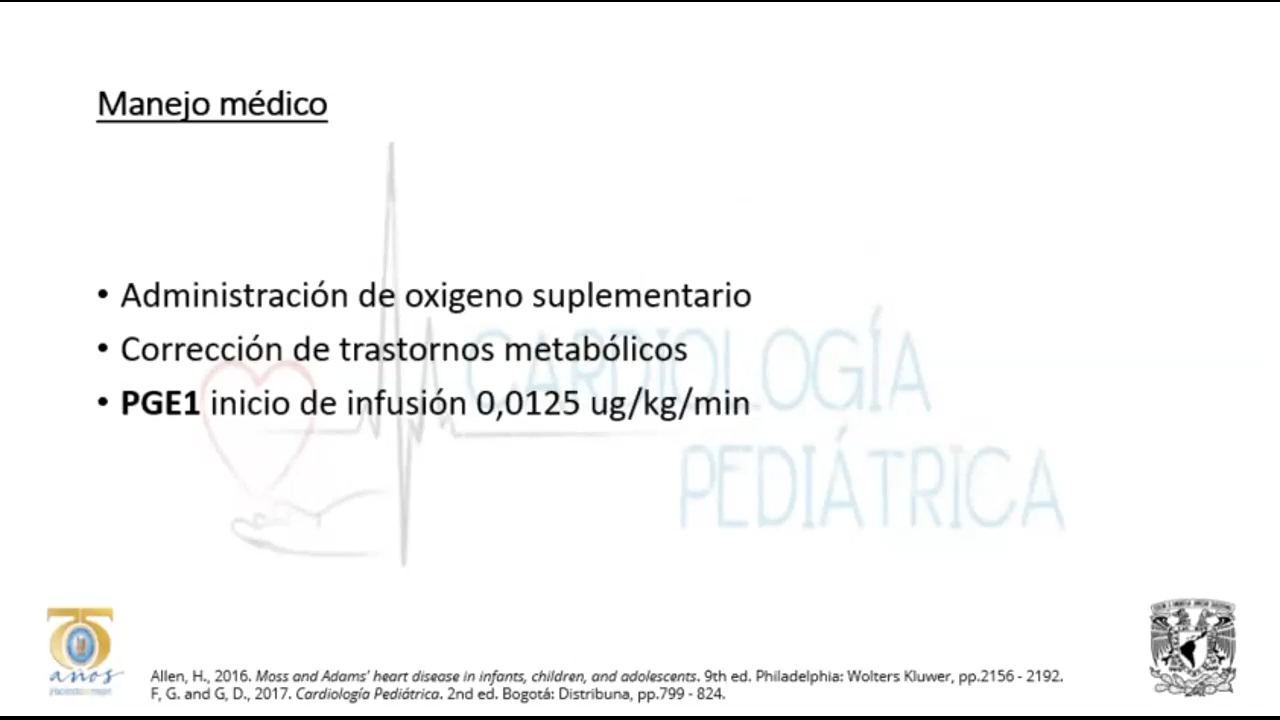 Manejo médico
• Administración de oxigeno suplementario
• Corrección de trastornos metabólicos
• PGE1 inicio de infusión 0,0125 ug/kg/min
CARDIOLOGÍA
PEDIÁTRICA
años
Allen, H., 2016. Moss and Adams' heart disease in infants, children, and adolescents. 9th ed. Philadelphia: Wolters Kluwer, pp.2156 - 2192.
F, G. and G, D., 2017. Cardiología Pediátrica. 2nd ed. Bogotá: Distribuna, pp.799 - 824.